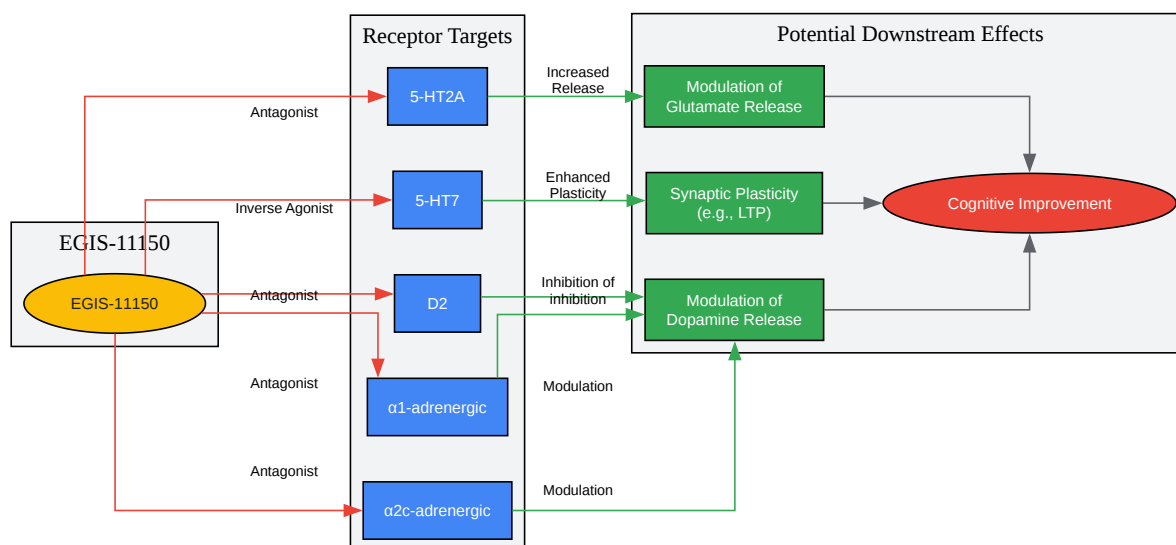 Receptor Targets
Potential Downstream Effects
EGIS-11150
EGIS-11150
Antagonist
Inverse Agonist
Antagonist
Antagonist
Antagonist
5-HT2A
5-HT7
D2
α1-adrenergic
α2c-adrenergic
Increased
Release
Enhanced
Plasticity
Inhibition of
inhibition
Modulation
Modulation
Modulation of
Glutamate Release
Synaptic Plasticity
(e.g., LTP)
Modulation of
Dopamine Release
Cognitive Improvement